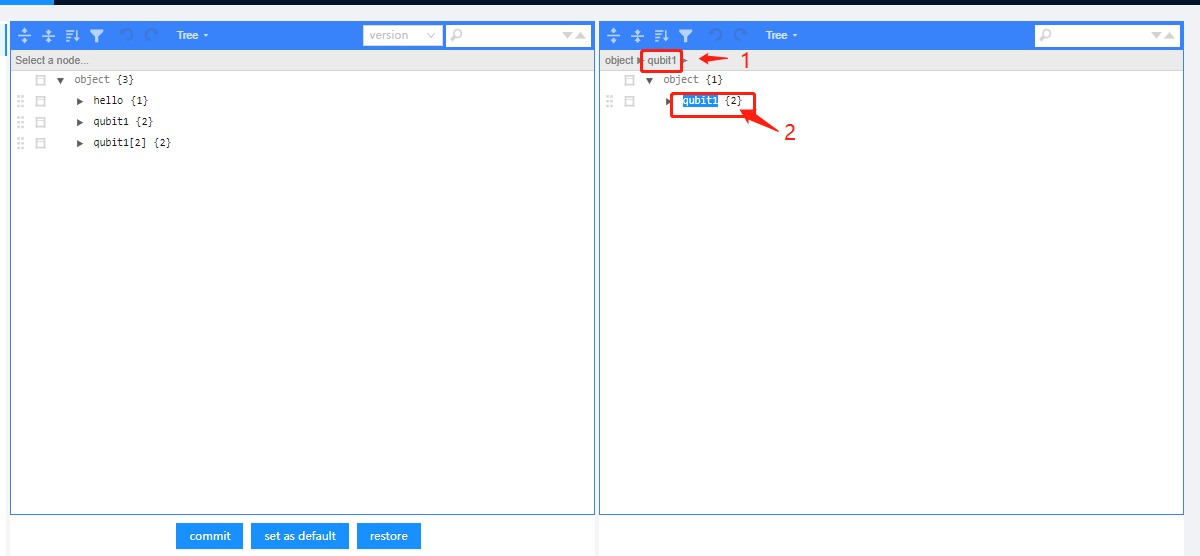 Tree
version
Select a node...
object {3}
hello {1}
qubit1 {2}
qubit1[2] {2}
commit
set as default
restore
Tree
object
qubit1
1
object {1}
qubit1 {2}
2